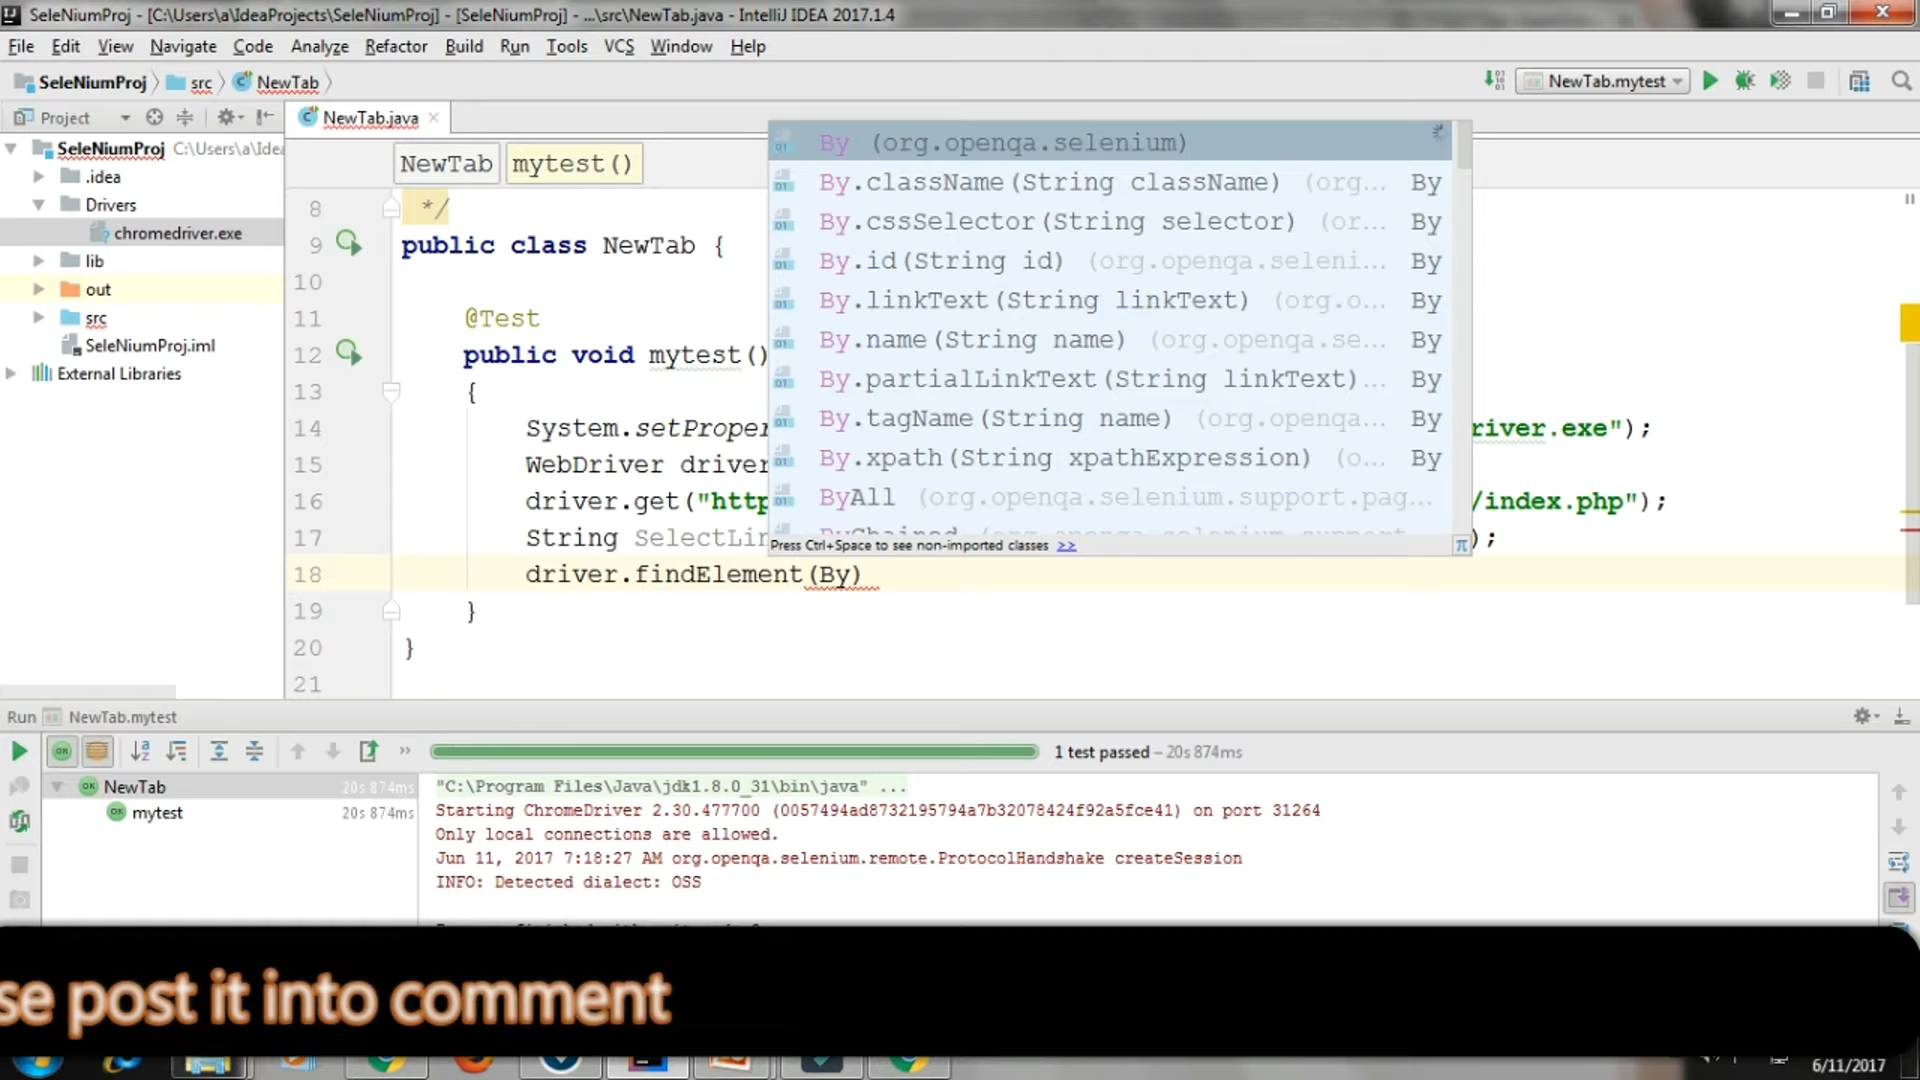 SeleNiumProj - [C:\Users\a\IdeaProjects\SeleNiumProj] - [SeleNiumProj] - ...\src\NewTab.java - IntelliJ IDEA 2017.1.4
File Edit View Navigate Code Analyze Refactor Build Run Tools VCS Window Help
SeleNiumProj src NewTab NewTab.mytest
Project NewTab.java
SeleNiumProj C:\Users\a\Idea
.idea
Drivers
chromedriver.exe
lib
out
src
SeleNiumProj.iml
External Libraries
NewTab mytest()
8 */
9 public class NewTab {
10
11 @Test
12 public void mytest()
13 {
14 System.setProper river.exe");
15 WebDriver driver
16 driver.get("http /index.php");
17 String SelectLin );
18 driver.findElement(By)
19 }
20 }
21
By (org.openqa.selenium)
By.className(String className) (org... By
By.cssSelector(String selector) (or... By
By.id(String id) (org.openqa.seleni... By
By.linkText(String linkText) (org.o... By
By.name(String name) (org.openqa.se... By
By.partialLinkText(String linkText)... By
By.tagName(String name) (org.openqa... By
By.xpath(String xpathExpression) (o... By
ByAll (org.openqa.selenium.support.pag...
Press Ctrl+Space to see non-imported classes >>
Run NewTab.mytest
1 test passed – 20s 874ms
NewTab 20s 874ms
mytest 20s 874ms
"C:\Program Files\Java\jdk1.8.0_31\bin\java" ...
Starting ChromeDriver 2.30.477700 (0057494ad8732195794a7b32078424f92a5fce41) on port 31264
Only local connections are allowed.
Jun 11, 2017 7:18:27 AM org.openqa.selenium.remote.ProtocolHandshake createSession
INFO: Detected dialect: OSS
se post it into comment
6/11/2017